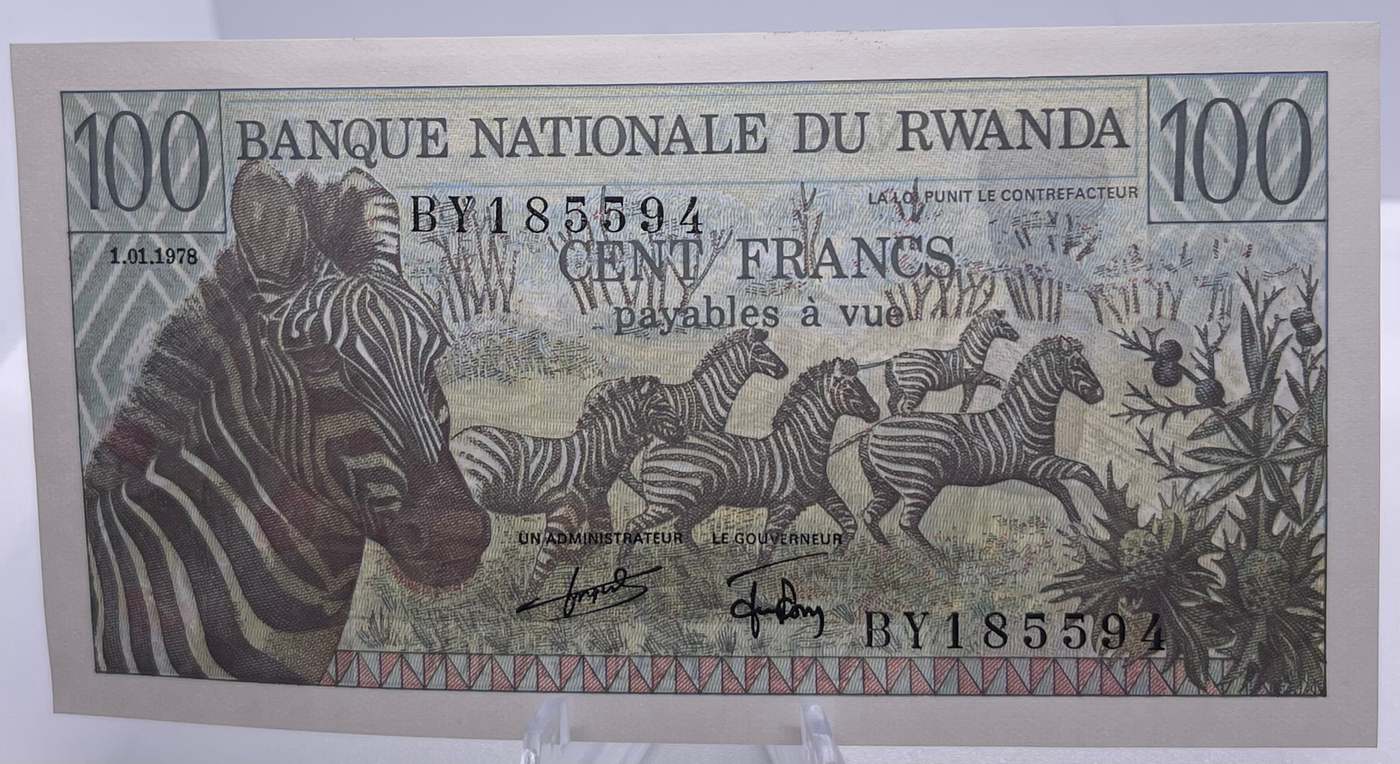 100 BANQUE NATIONALE DU RWANDA 100
LA LOI PUNIT LE CONTREFACTEUR
BY185594
1.01.1978
CENT FRANCS
payables à vue
UN ADMINISTRATEUR LE GOUVERNEUR
BY185594